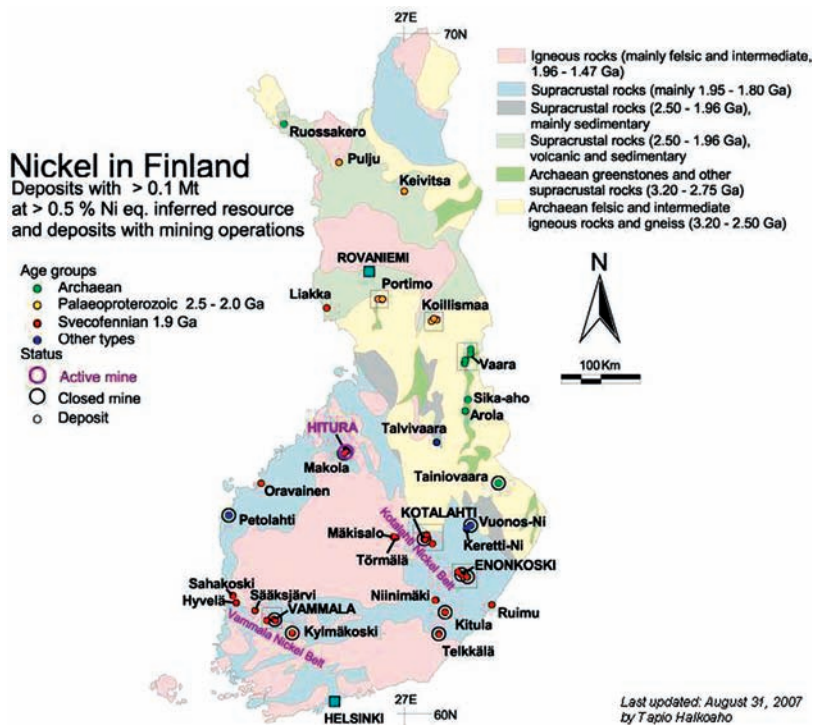 27E
70N
Igneous rocks (mainly felsic and intermediate,
1.96 - 1.47 Ga)
Supracrustal rocks (mainly 1.95 - 1.80 Ga)
Supracrustal rocks (2.50 - 1.96 Ga),
mainly sedimentary
Supracrustal rocks (2.50 - 1.96 Ga),
volcanic and sedimentary
Archaean greenstones and other
supracrustal rocks (3.20 - 2.75 Ga)
Archaean felsic and intermediate
igneous rocks and gneiss (3.20 - 2.50 Ga)
Nickel in Finland
Deposits with > 0.1 Mt
at > 0.5 % Ni eq. inferred resource
and deposits with mining operations
Age groups
Archaean
Palaeoproterozoic 2.5 - 2.0 Ga
Svecofennian 1.9 Ga
Other types
Status
Active mine
Closed mine
Deposit
N
100 Km
Ruossakero
Pulju
Keivitsa
ROVANIEMI
Portimo
Liakka
Koillismaa
Vaara
Sika-aho
Arola
HITURA
Talvivaara
Makola
Tainiovaara
Oravainen
Petolahti
KOTALAHTI
Vuonos-Ni
Mäkisalo
Keretti-Ni
Törmälä
Kotalahti Nickel Belt
ENONKOSKI
Sahakoski
Sääksjärvi
Niinimäki
Hyvelä
VAMMALA
Ruimu
Kitula
Kylmäkoski
Vammala Nickel Belt
Telkkälä
27E
HELSINKI
60N
Last updated: August 31, 2007
by Tapio Halkoaho